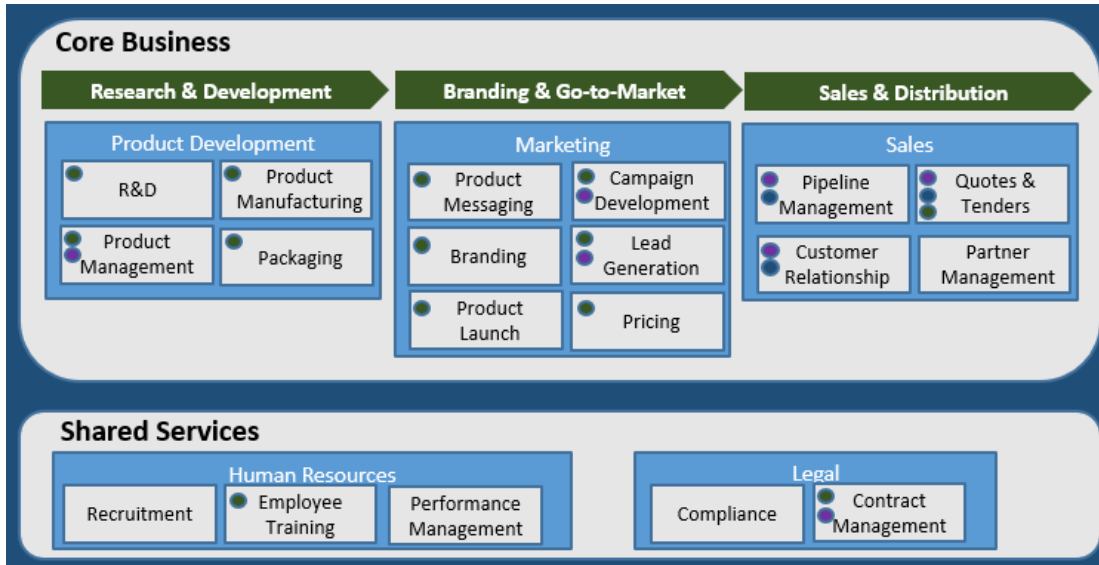 Core Business
Research & Development
Branding & Go-to-Market
Sales & Distribution
Product Development
R&D
Product
Manufacturing
Product
Management
Packaging
Marketing
Product
Messaging
Campaign
Development
Branding
Lead
Generation
Product
Launch
Pricing
Sales
Pipeline
Management
Quotes &
Tenders
Customer
Relationship
Partner
Management
Shared Services
Human Resources
Recruitment
Employee
Training
Performance
Management
Legal
Compliance
Contract
Management